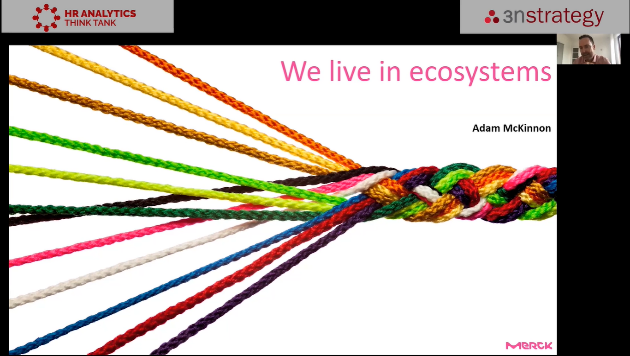 HR ANALYTICS
THINK TANK
3nstrategy
We live in ecosystems
Adam McKinnon
MERCK